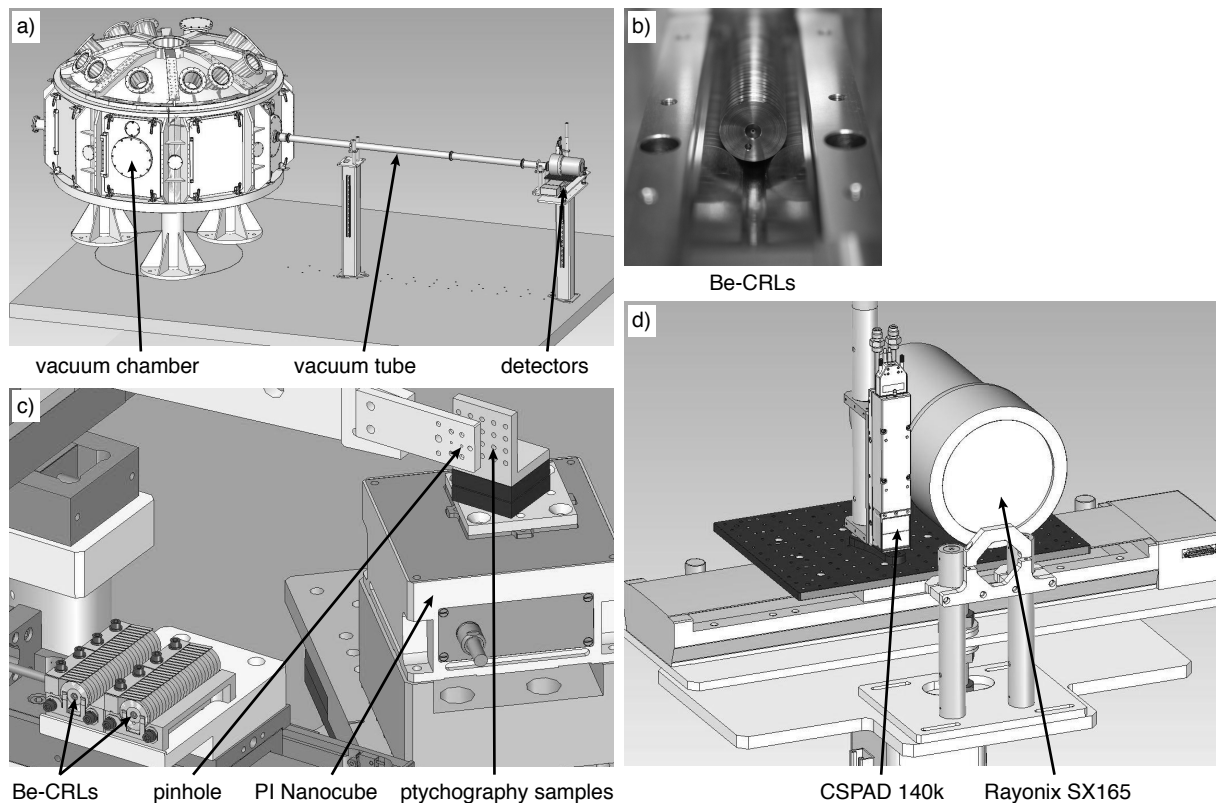 a)
vacuum chamber
vacuum tube
detectors
b)
Be-CRLs
c)
Be-CRLs
pinhole
PI Nanocube
ptychography samples
d)
CSPAD 140k
Rayonix SX165